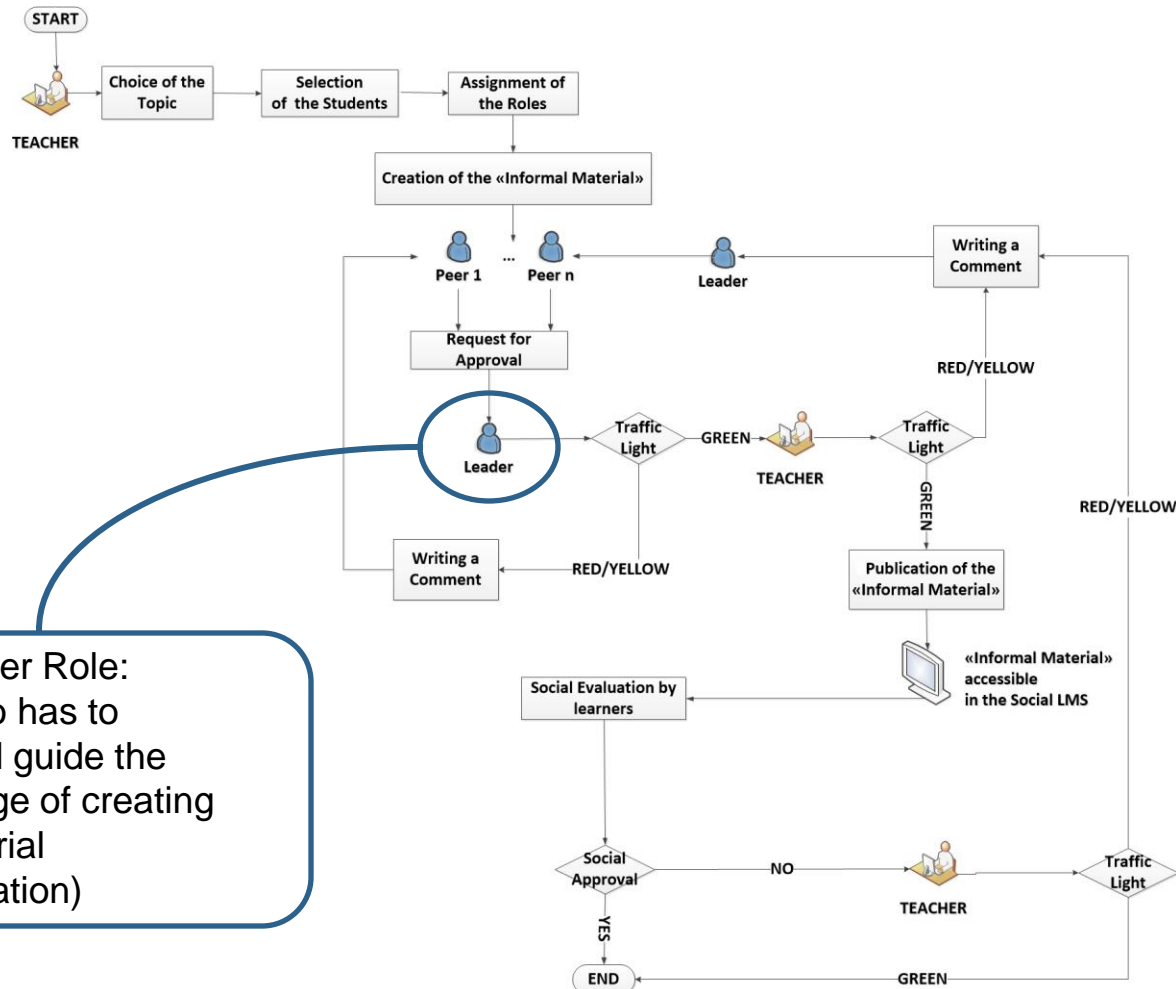 START
TEACHER
Choice of the
Topic
Selection
of the Students
Assignment of
the Roles
Creation of the «Informal Material»
Peer 1
...
Peer n
Leader
Writing a
Comment
Request for
Approval
RED/YELLOW
Leader
Traffic
Light
GREEN
TEACHER
Traffic
Light
GREEN
RED/YELLOW
Writing a
Comment
RED/YELLOW
Publication of the
«Informal Material»
«Informal Material»
accessible
in the Social LMS
Social Evaluation by
learners
Role:
has to
guide the
of creating
Social
Approval
NO
TEACHER
Traffic
Light
YES
END
GREEN